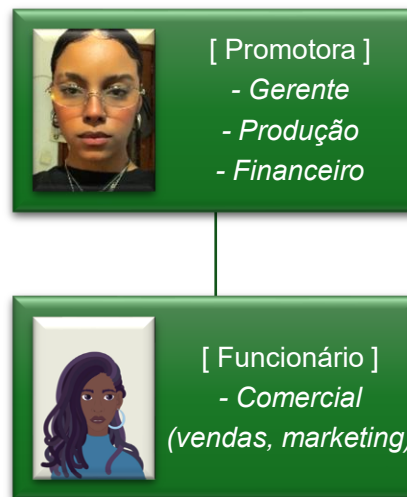 [ Promotora ]
- Gerente
- Produção
- Financeiro
[ Funcionário ]
- Comercial
(vendas, marketing)